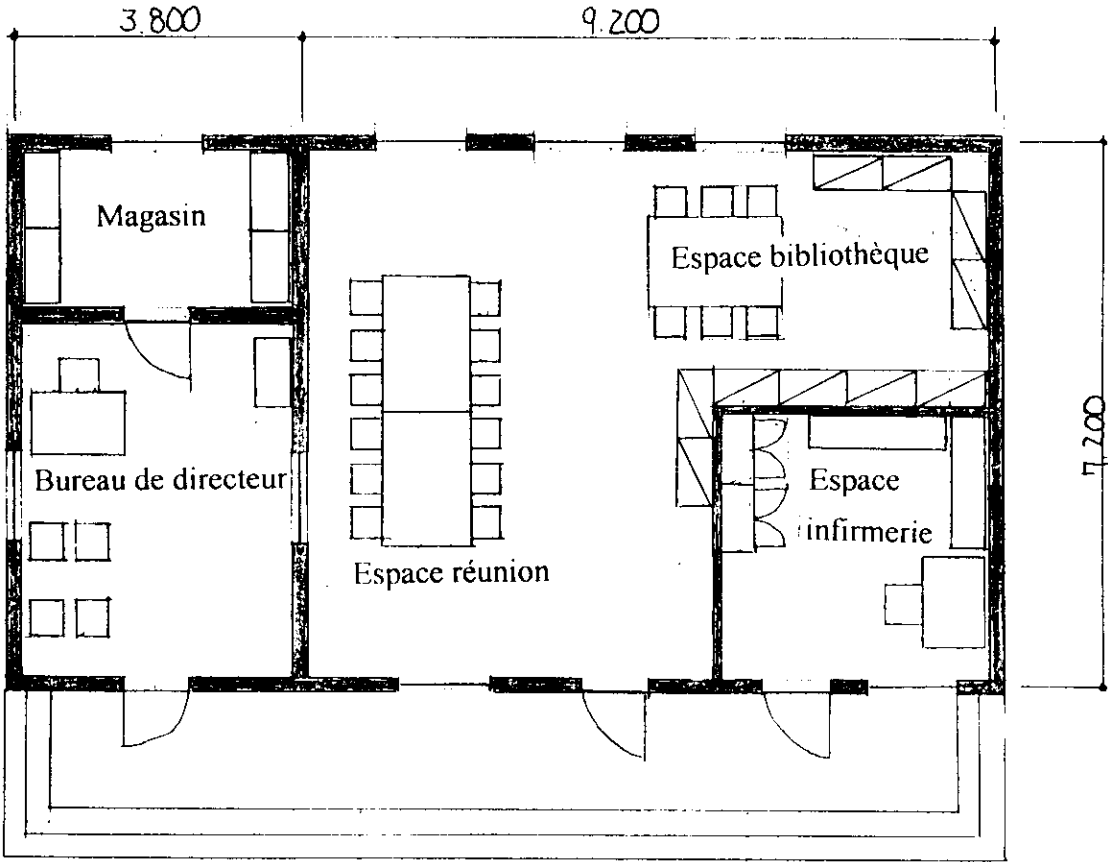 3.800
9.200
Magasin
Espace bibliothèque
7.200
Bureau de directeur
Espace
infirmerie
Espace réunion